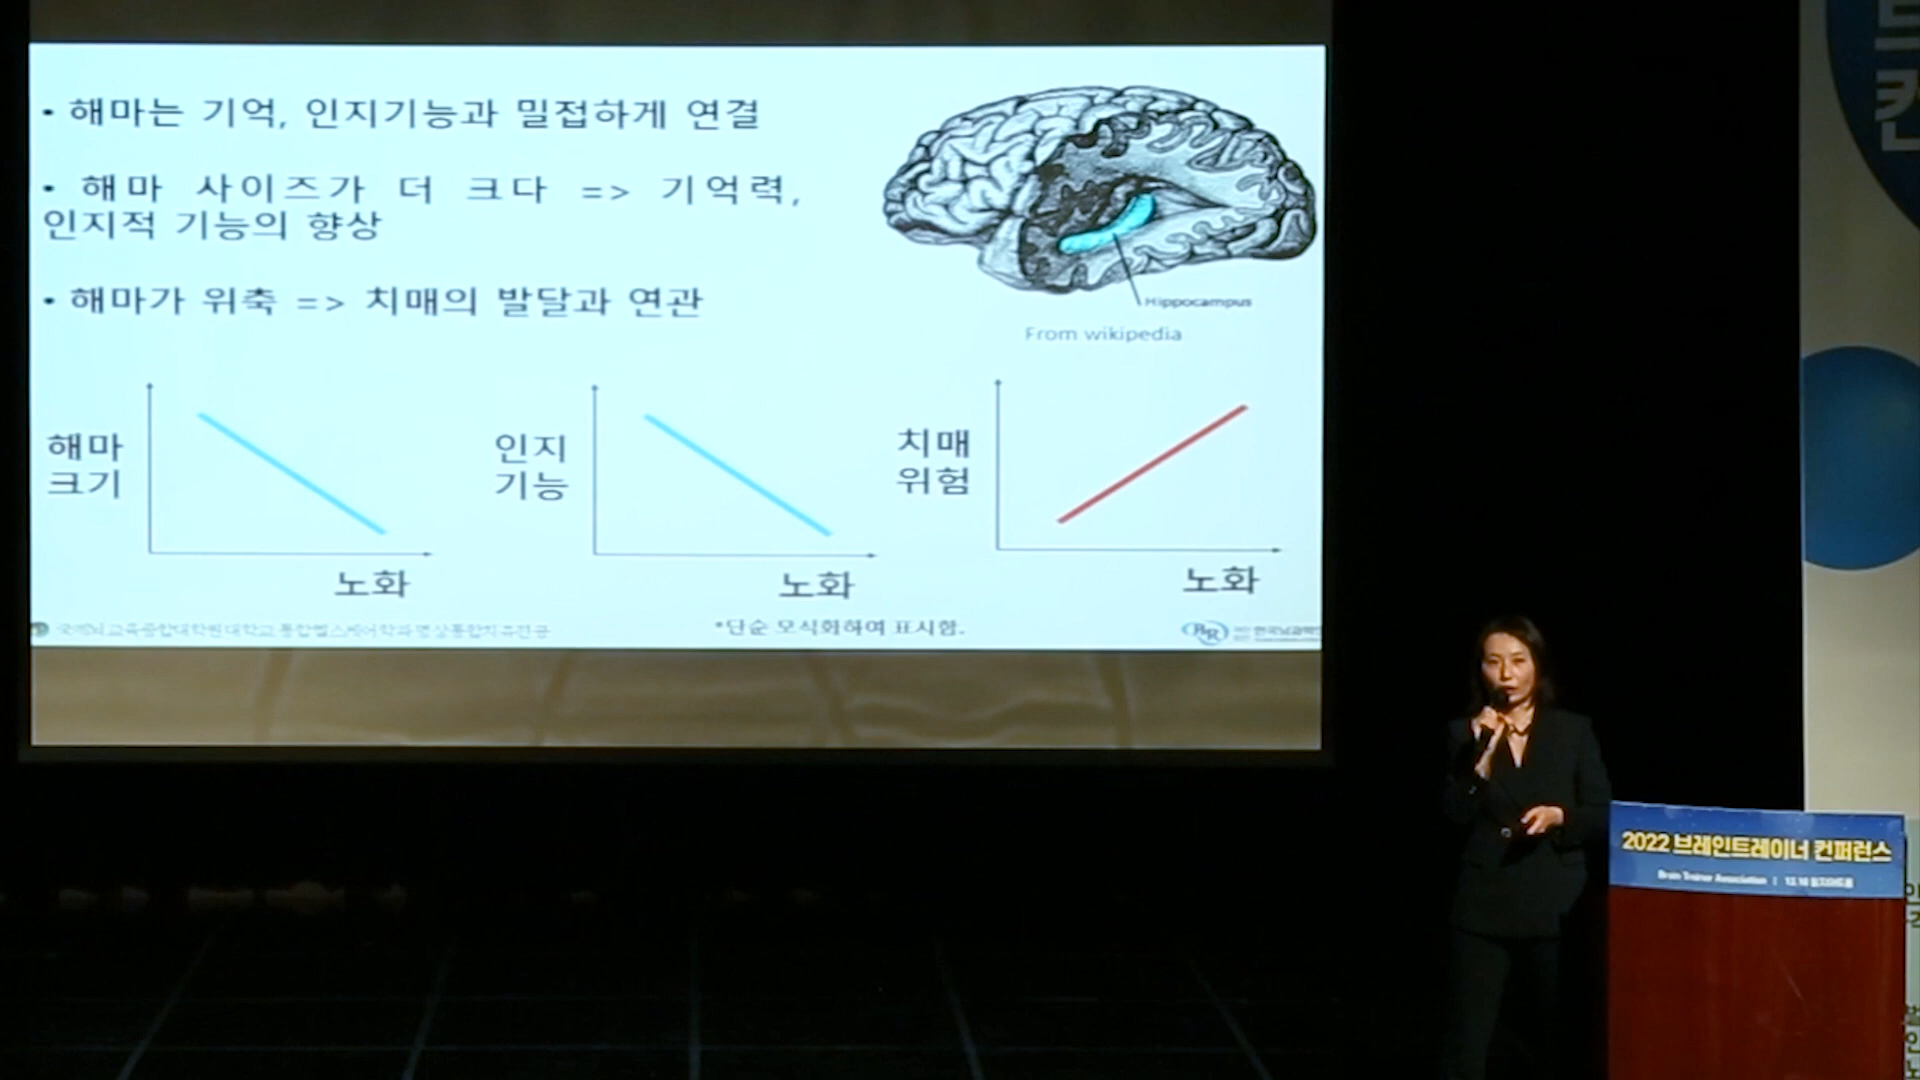 • 해마는 기억, 인지기능과 밀접하게 연결
• 해마 사이즈가 더 크다 => 기억력,
인지적 기능의 향상
• 해마가 위축 => 치매의 발달과 연관
Hippocampus
From wikipedia
해마
크기
노화
인지
기능
노화
치매
위험
노화
*단순 모식화하여 표시함.
2022 브레인트레이너 컨퍼런스
Brain Trainer Association